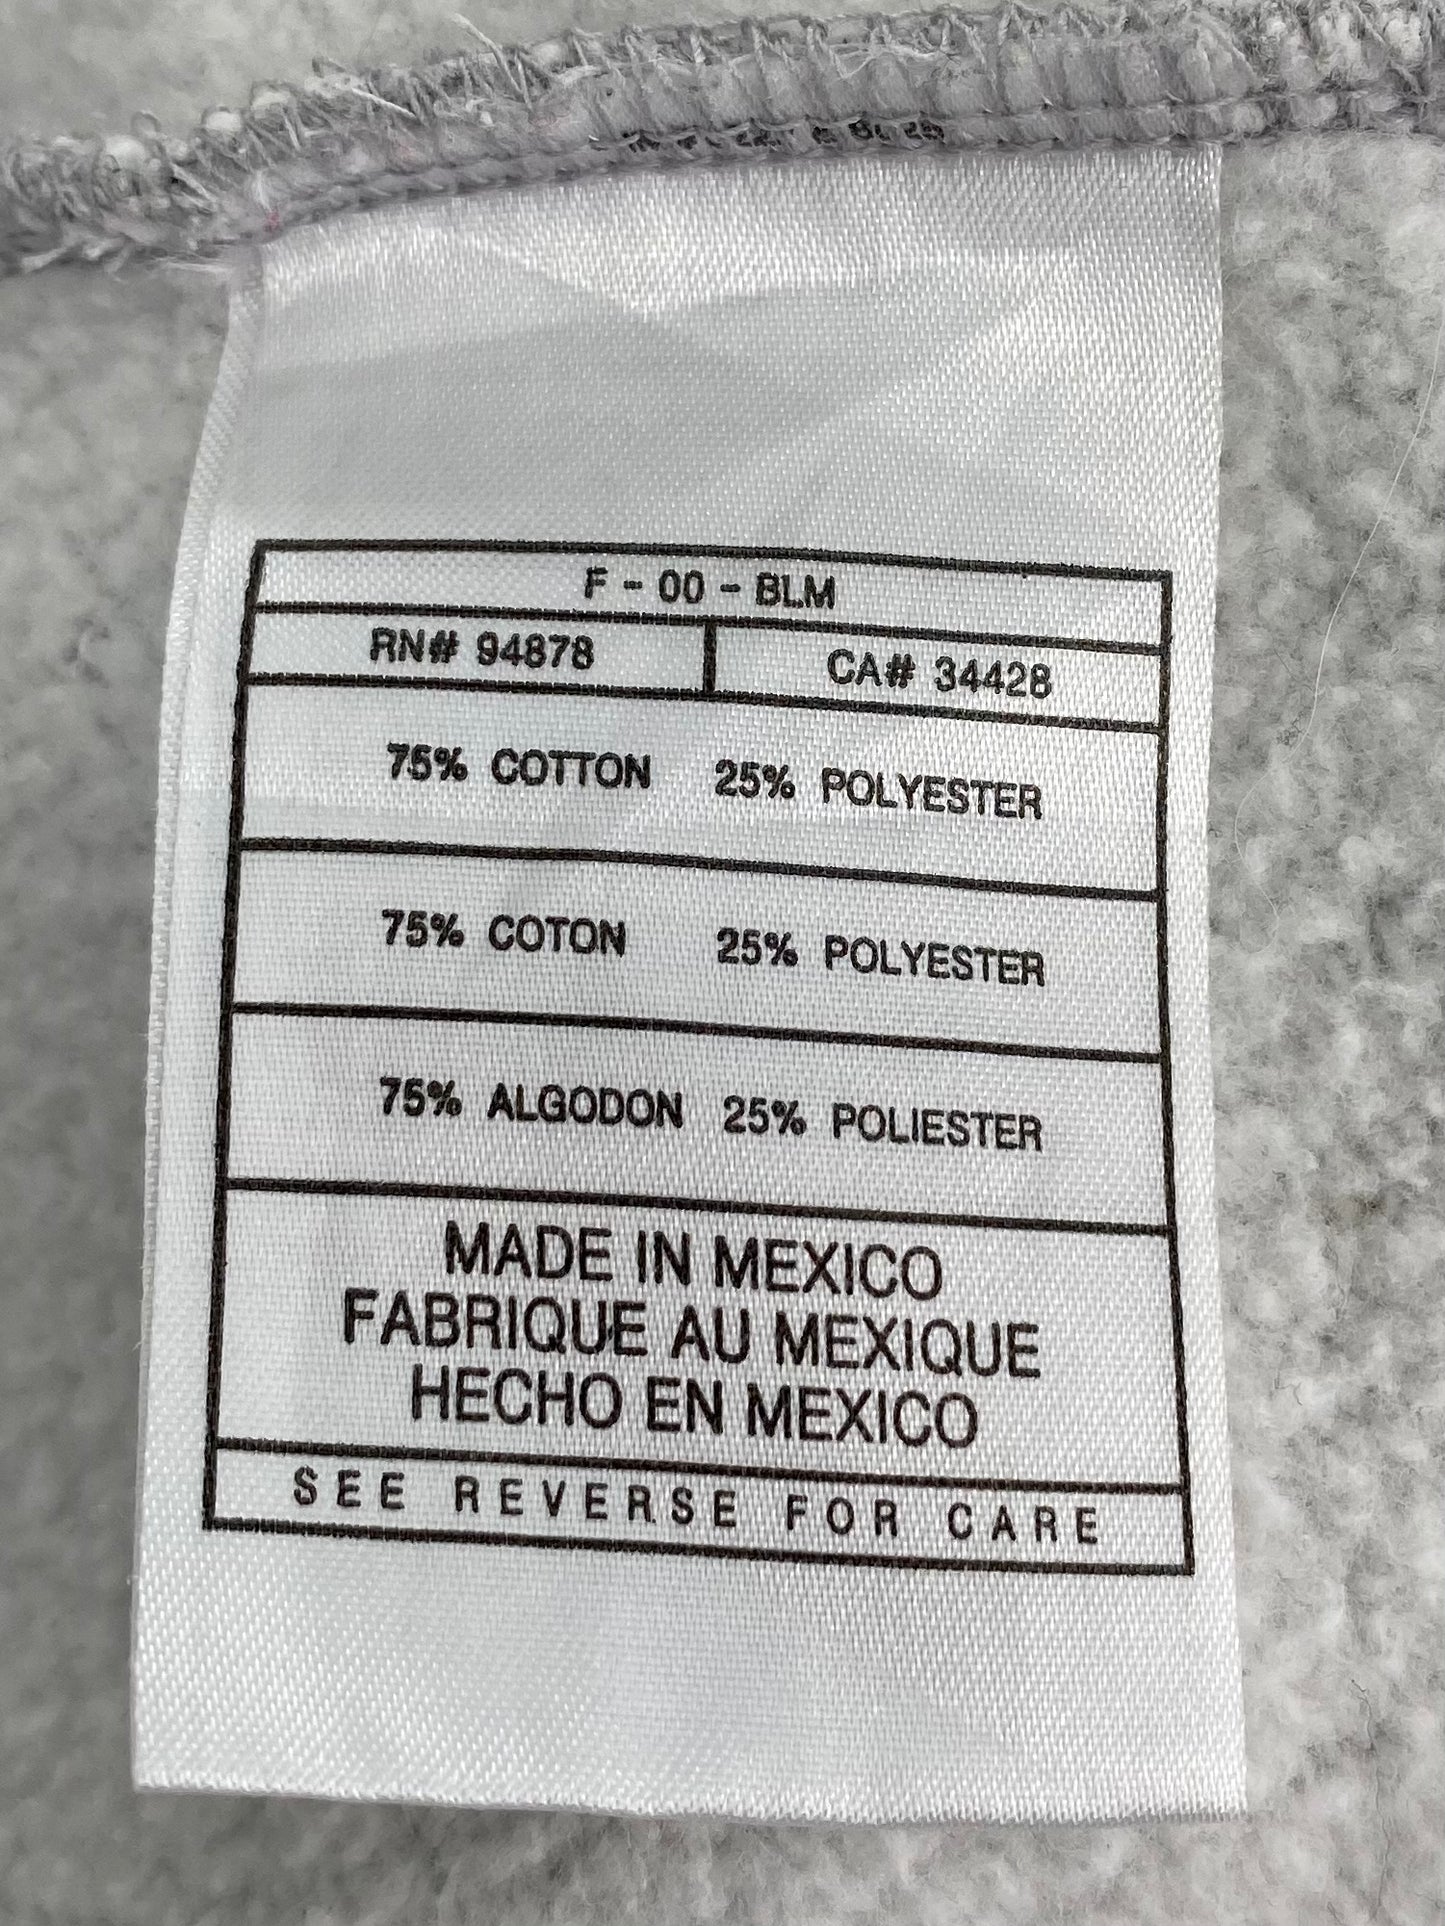 F - 00 - BLM
RN# 94878 CA# 34428
75% COTTON 25% POLYESTER
75% COTON 25% POLYESTER
75% ALGODON 25% POLIESTER
MADE IN MEXICO
FABRIQUE AU MEXIQUE
HECHO EN MEXICO
SEE REVERSE FOR CARE